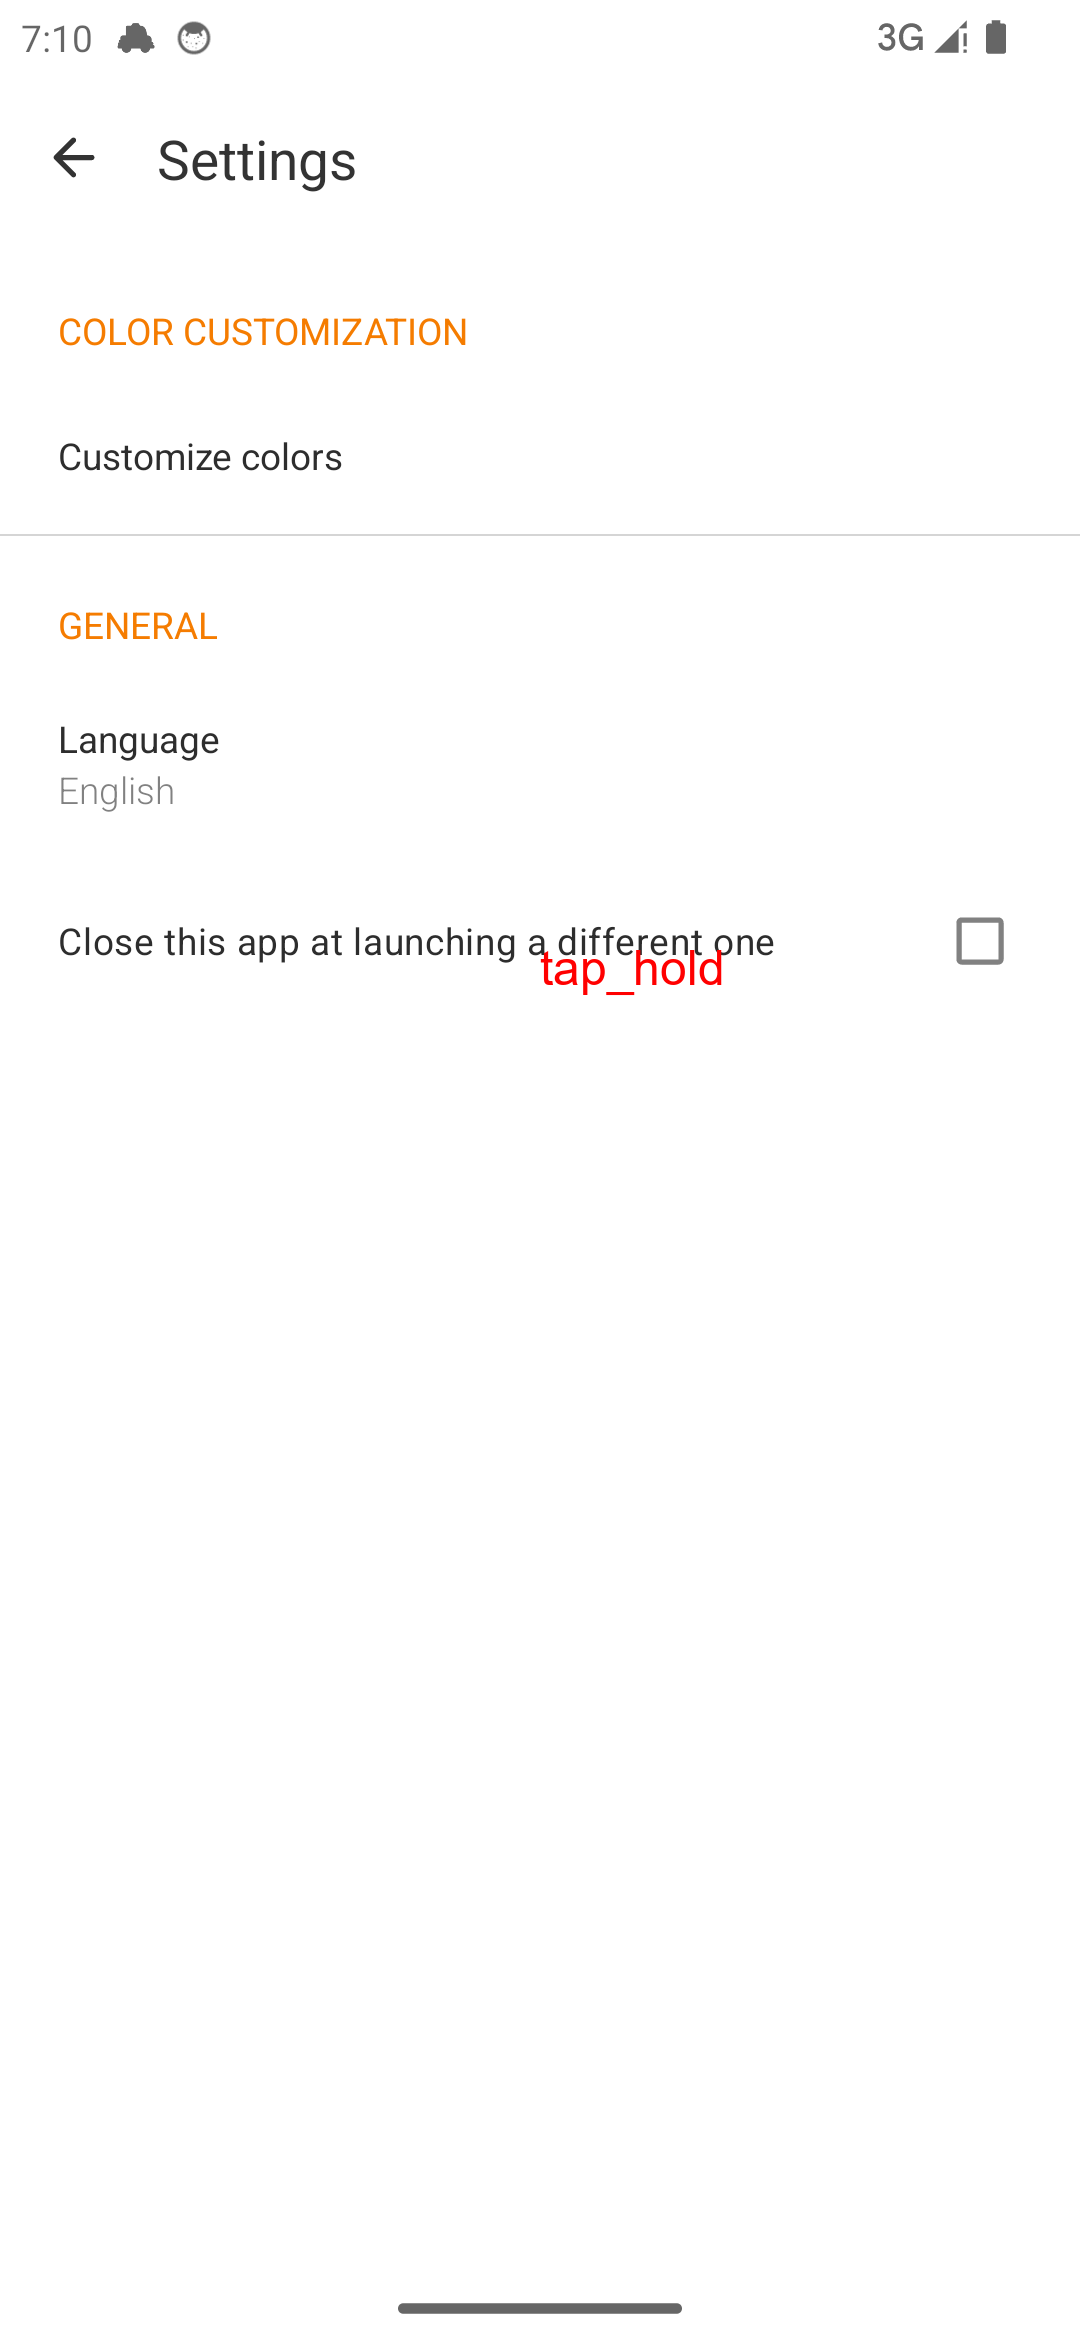 7:10 3G
Settings
COLOR CUSTOMIZATION
Customize colors
GENERAL
Language
English
Close this app at launching a different one
tap_hold